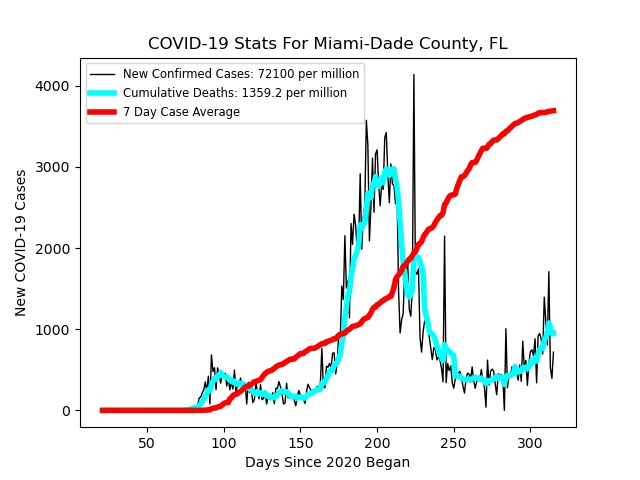 COVID-19 Stats For Miami-Dade County, FL
New Confirmed Cases: 72100 per million
Cumulative Deaths: 1359.2 per million
7 Day Case Average
New COVID-19 Cases
4000
3000
2000
1000
0
50 100 150 200 250 300
Days Since 2020 Began